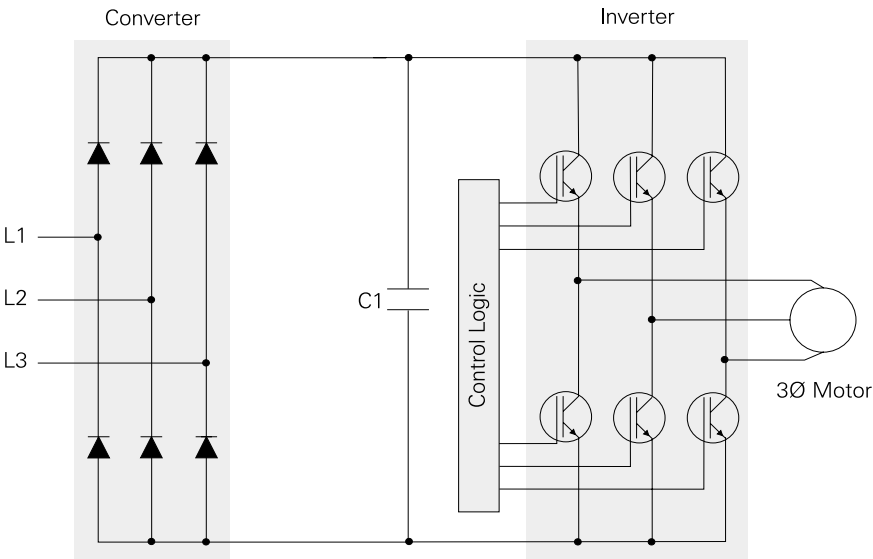 Converter
Inverter
L1
L2
L3
C1
Control Logic
3Ø Motor